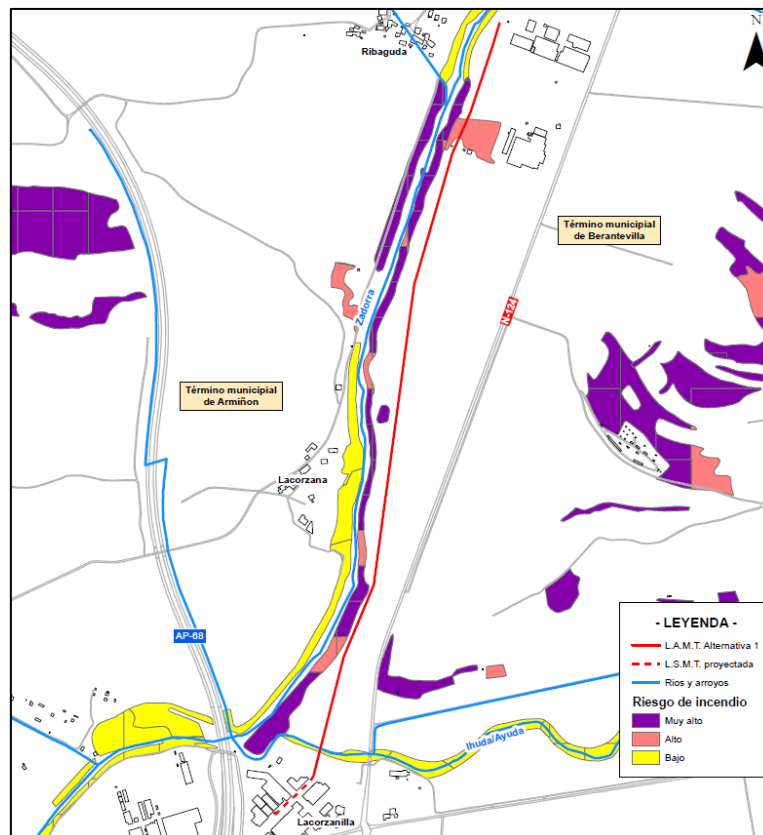 N
Ribaguda
Término municipal
de Berantevilla
Zadorra
N-124
Término municipal
de Armiñon
Lacorzana
- LEYENDA -
L.A.M.T. Alternativa 1
L.S.M.T. proyectada
Rios y arroyos
Riesgo de incendio
Muy alto
Alto
Bajo
AP-68
Ihuda/Ayuda
Lacorzanilla